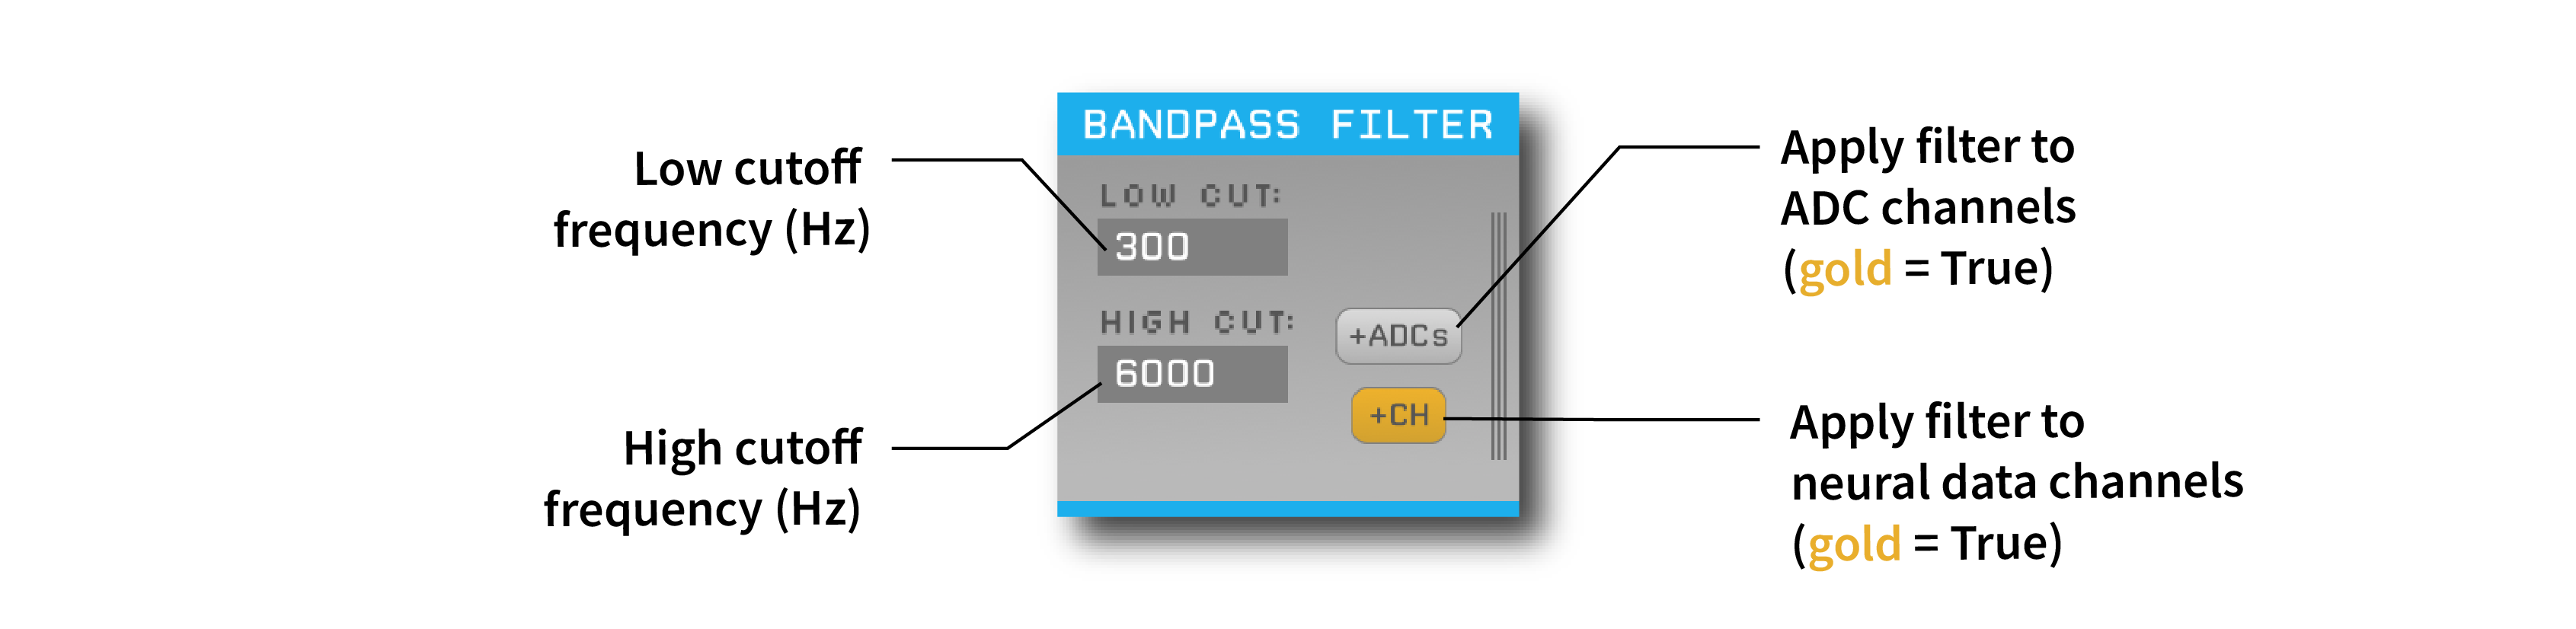 Low cutoff
frequency (Hz)
High cutoff
frequency (Hz)
BANDPASS FILTER
LOW CUT:
300
HIGH CUT:
6000
+ADCs
+CH
Apply filter to
ADC channels
(gold = True)
Apply filter to
neural data channels
(gold = True)